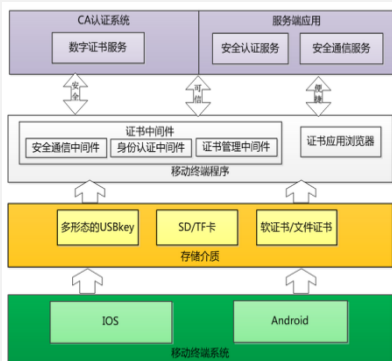 CA认证系统
服务端应用
数字证书服务
安全认证服务
安全通信服务
安全
可信
便捷
证书中间件
安全通信中间件
身份认证中间件
证书管理中间件
证书应用浏览器
移动终端程序
多形态的USBkey
SD/TF卡
软证书/文件证书
存储介质
IOS
Android
移动终端系统